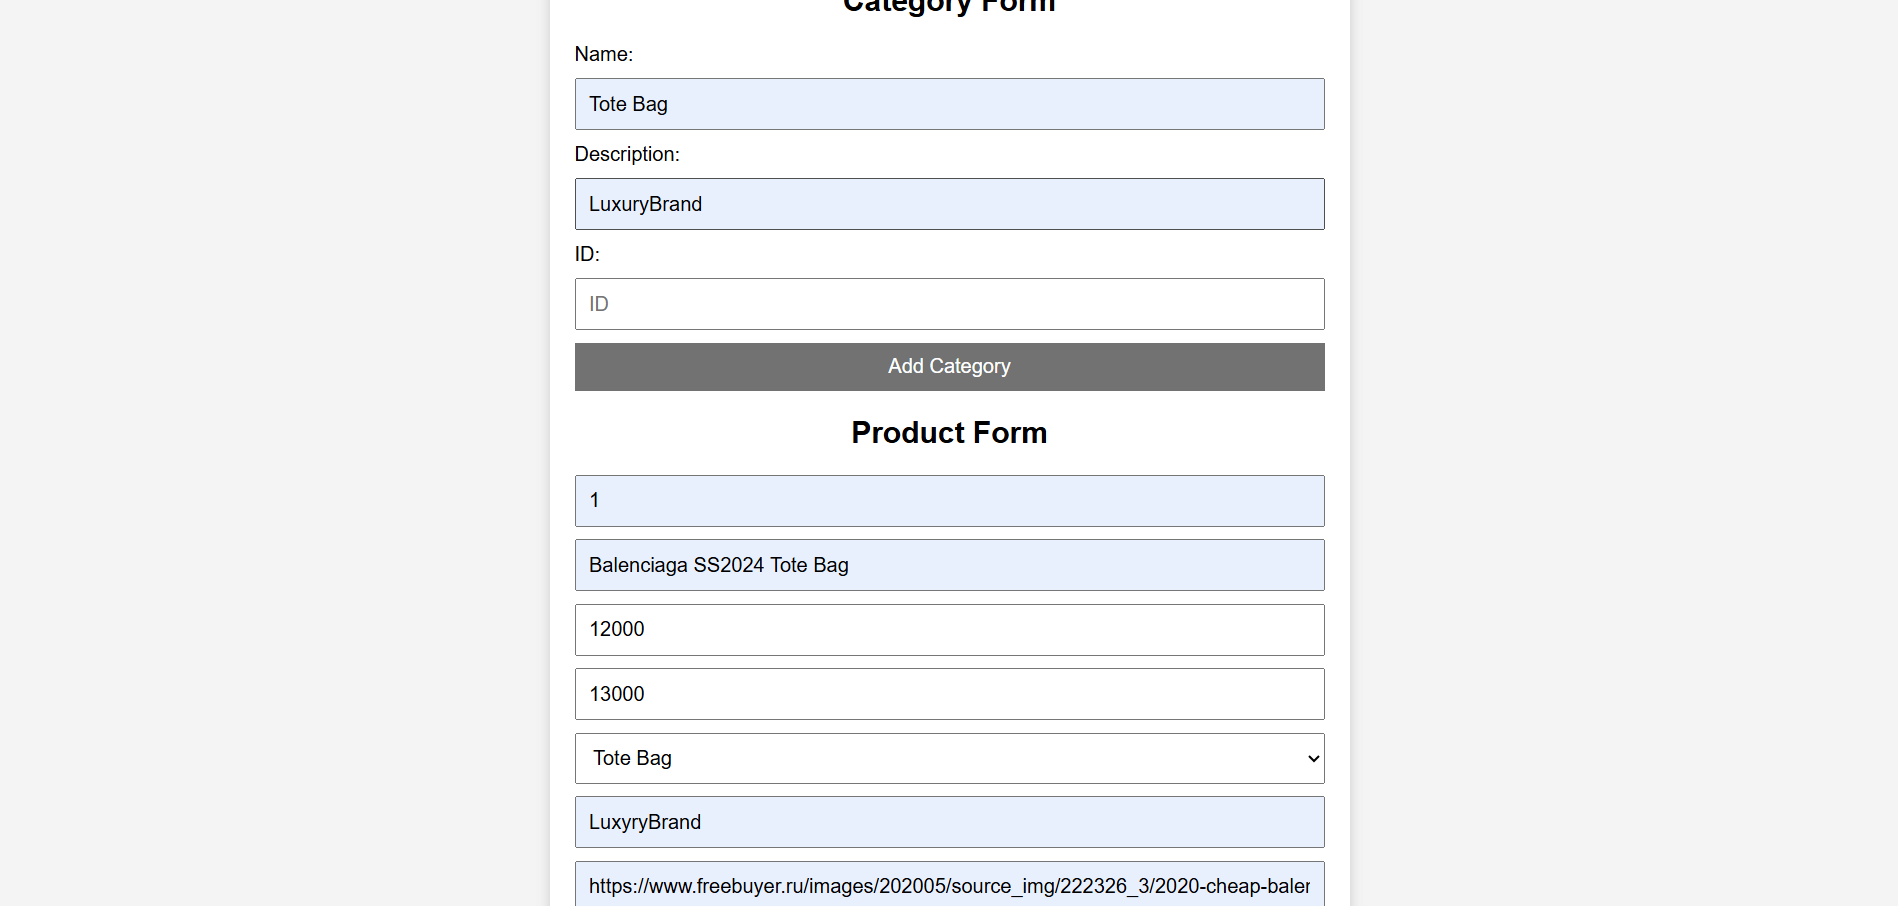 Category Form
Name:
Tote Bag
Description:
LuxuryBrand
ID:
ID
Add Category
Product Form
1
Balenciaga SS2024 Tote Bag
12000
13000
Tote Bag
LuxyryBrand
https://www.freebuyer.ru/images/202005/source_img/222326_3/2020-cheap-baler